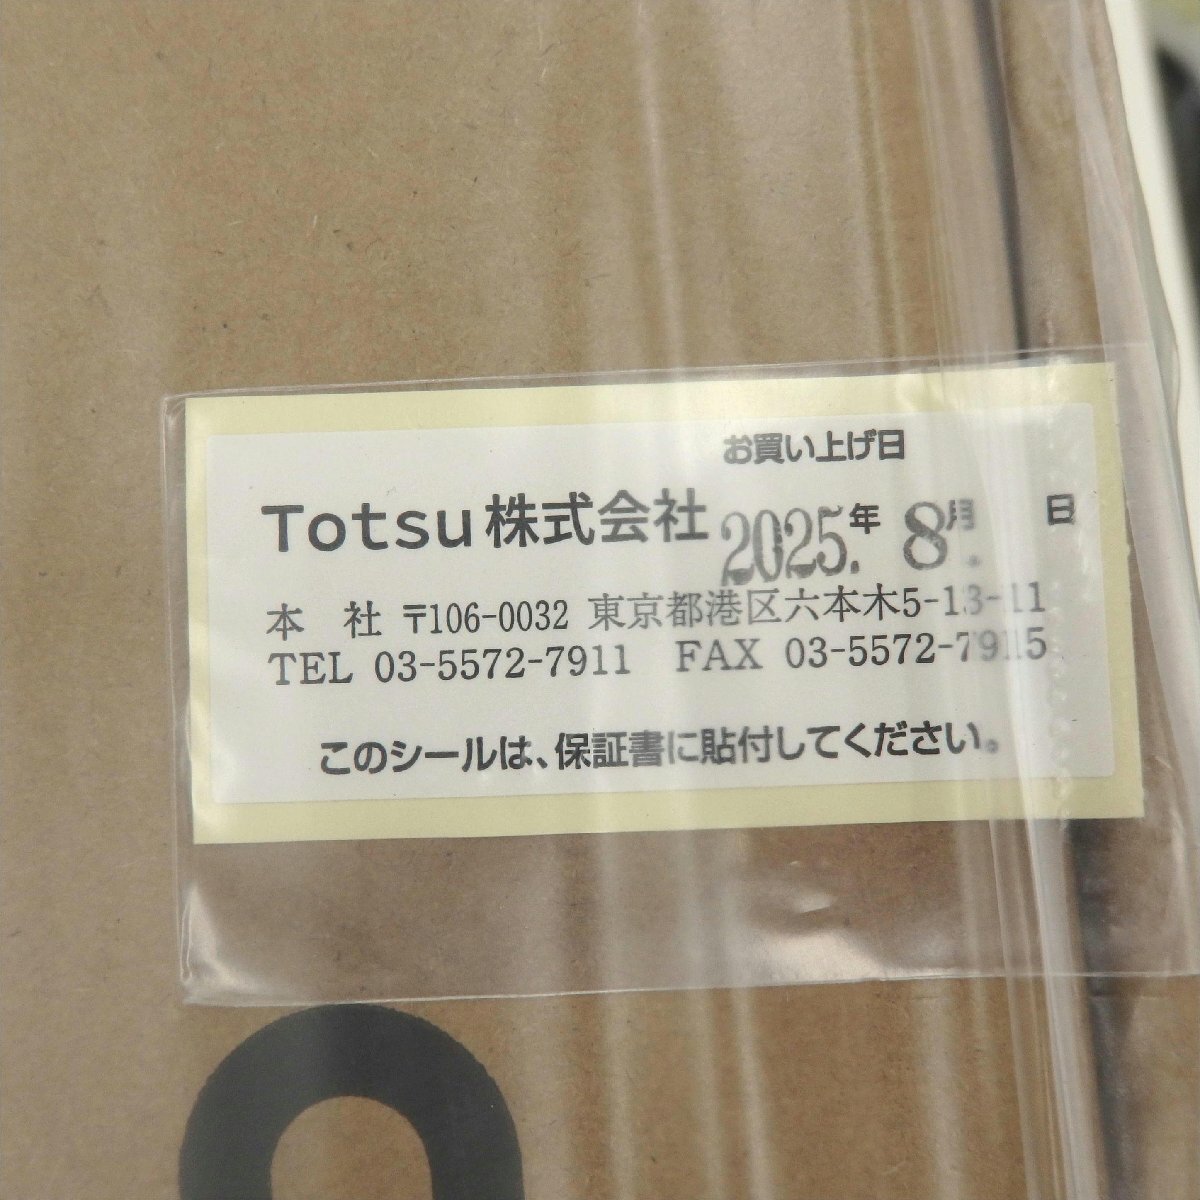 お買い上げ日
Totsu株式会社 2025.年 8月. 日
本 社 〒106-0032 東京都港区六本木5-13-11
TEL 03-5572-7911 FAX 03-5572-7915
このシールは、保証書に貼付してください。